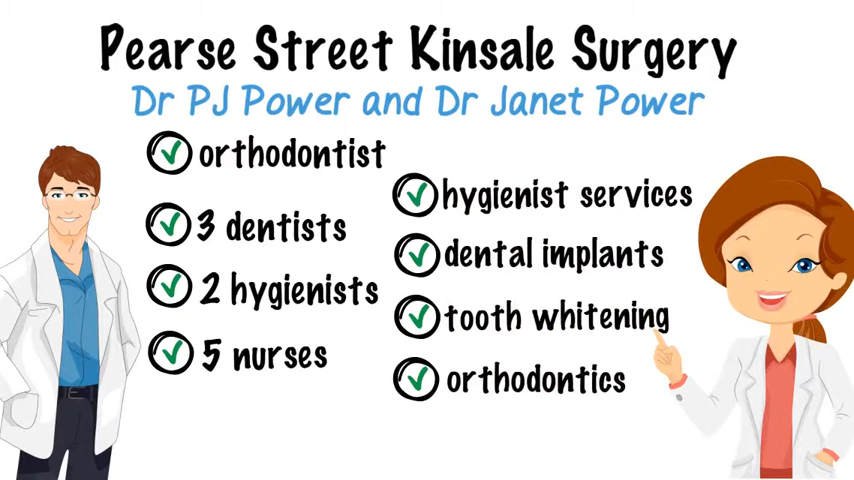 Pearse Street Kinsale Surgery
Dr PJ Power and Dr Janet Power
orthodontist
3 dentists
2 hygienists
5 nurses
hygienist services
dental implants
tooth whitening
orthodontics